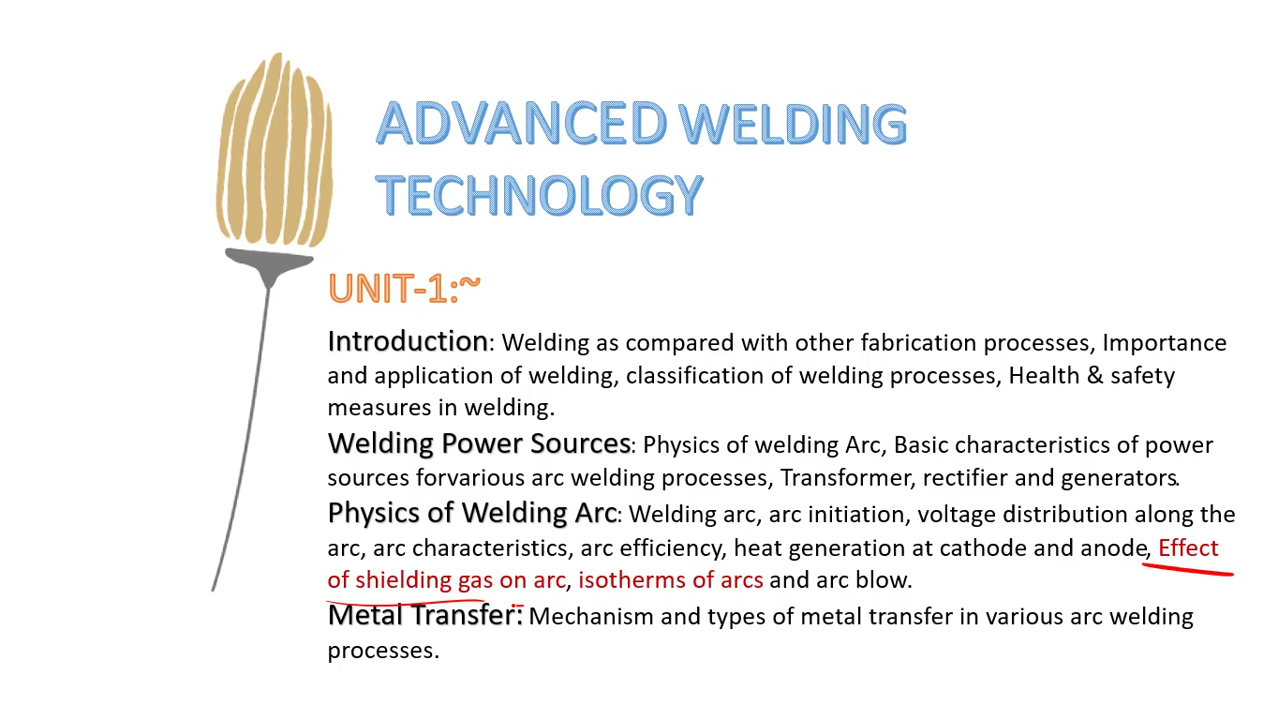 ADVANCED WELDING
TECHNOLOGY
UNIT-1:~
Introduction: Welding as compared with other fabrication processes, Importance
and application of welding, classification of welding processes, Health & safety
measures in welding.
Welding Power Sources: Physics of welding Arc, Basic characteristics of power
sources forvarious arc welding processes, Transformer, rectifier and generators.
Physics of Welding Arc: Welding arc, arc initiation, voltage distribution along the
arc, arc characteristics, arc efficiency, heat generation at cathode and anode, Effect
of shielding gas on arc, isotherms of arcs and arc blow.
Metal Transfer: Mechanism and types of metal transfer in various arc welding
processes.